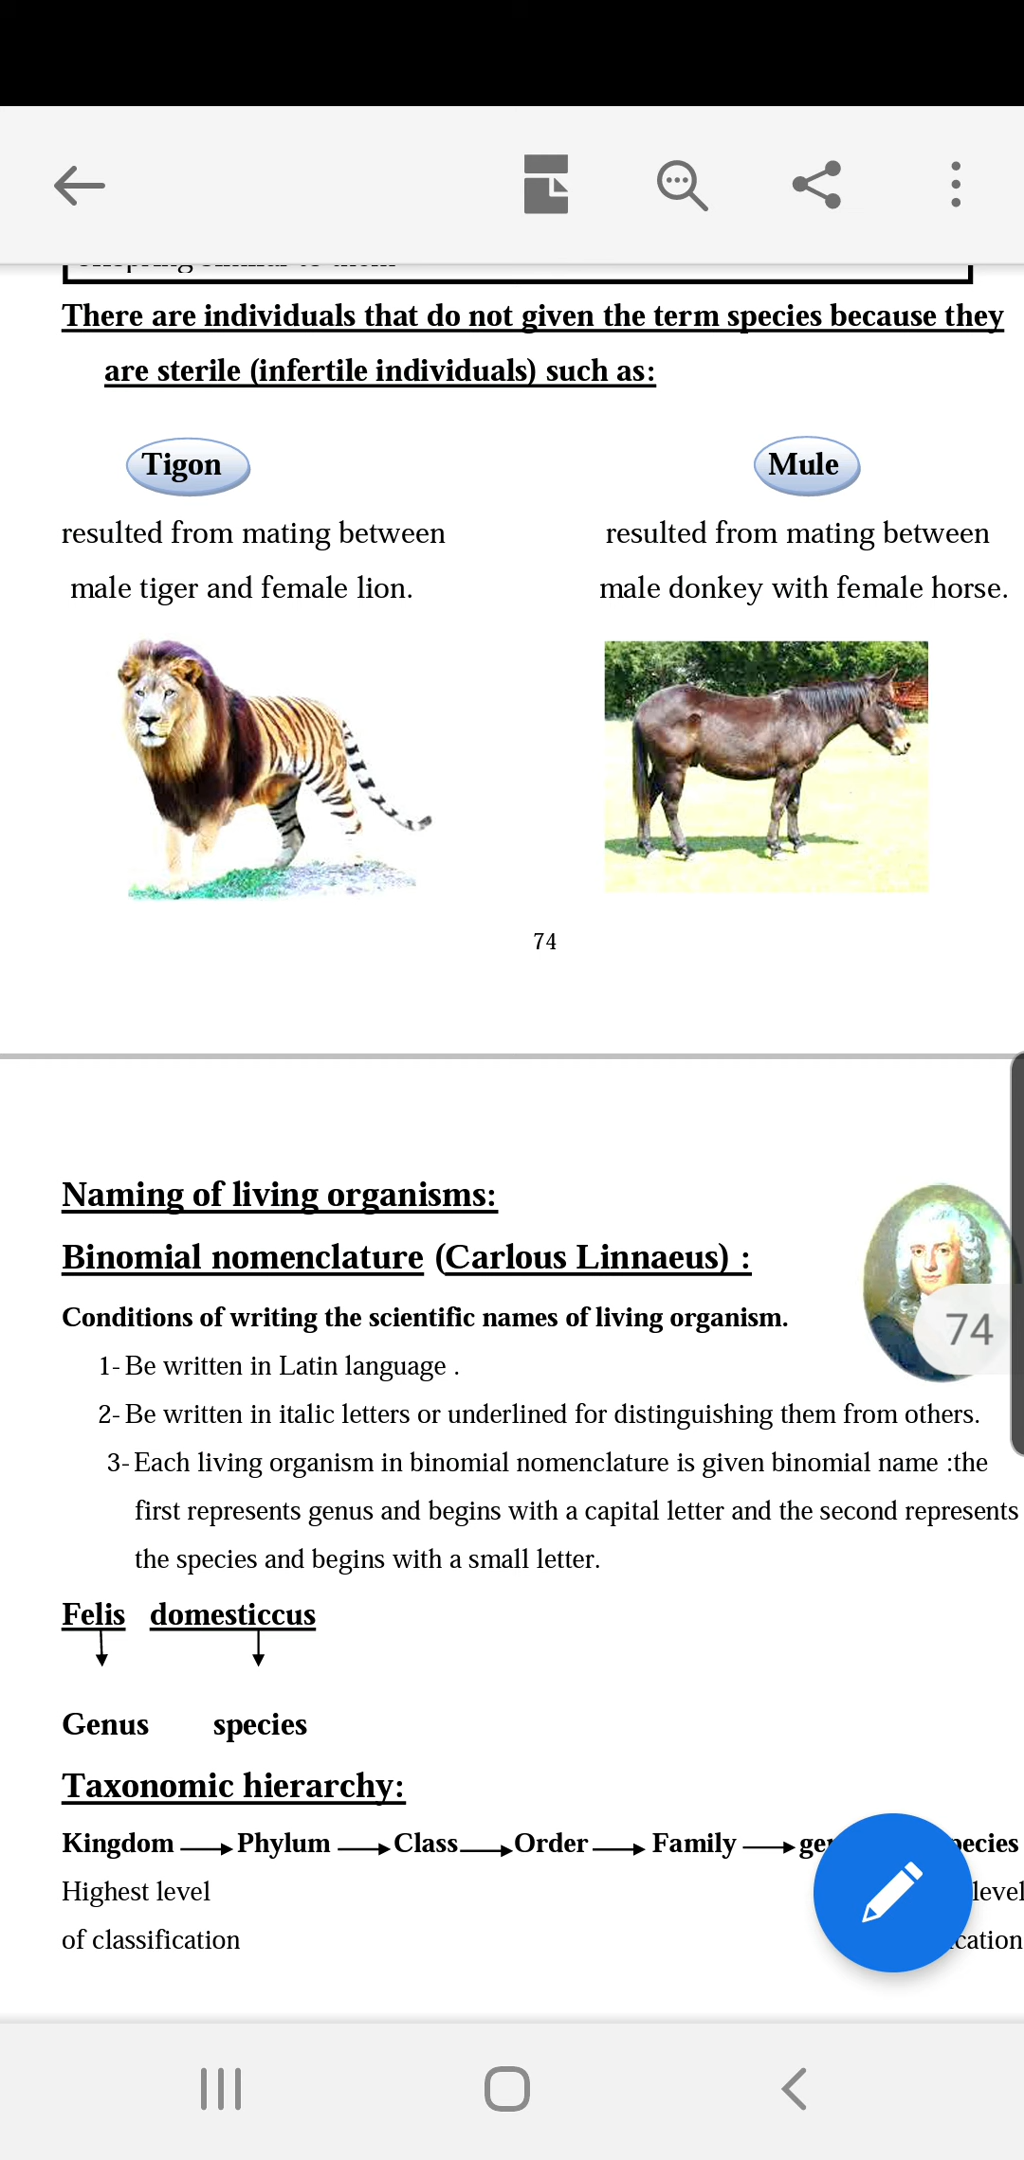 There are individuals that do not given the term species because they
are sterile (infertile individuals) such as:
Tigon
Mule
resulted from mating between
male tiger and female lion.
resulted from mating between
male donkey with female horse.
74
Naming of living organisms:
Binomial nomenclature (Carlous Linnaeus) :
Conditions of writing the scientific names of living organism.
74
1- Be written in Latin language .
2- Be written in italic letters or underlined for distinguishing them from others.
3- Each living organism in binomial nomenclature is given binomial name :the
first represents genus and begins with a capital letter and the second represents
the species and begins with a small letter.
Felis domesticcus
Genus species
Taxonomic hierarchy:
Kingdom Phylum Class Order Family
Highest level level
of classification